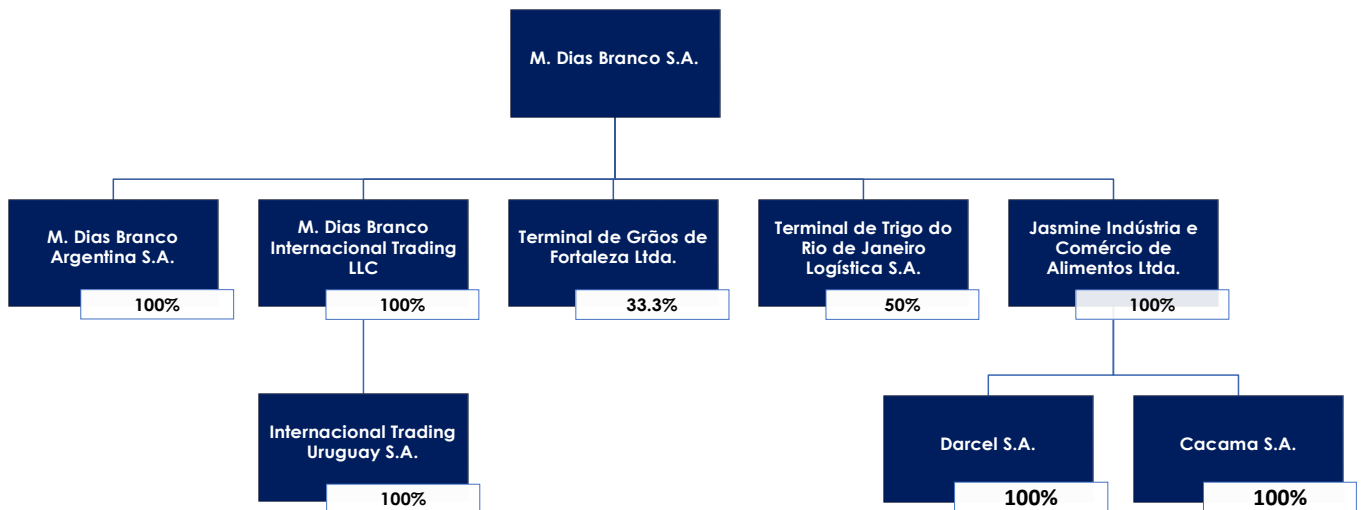 M. Dias Branco S.A.
M. Dias Branco
Argentina S.A.
100%
M. Dias Branco
Internacional Trading
LLC
100%
Terminal de Grãos de
Fortaleza Ltda.
33.3%
Terminal de Trigo do
Rio de Janeiro
Logística S.A.
50%
Jasmine Indústria e
Comércio de
Alimentos Ltda.
100%
Internacional Trading
Uruguay S.A.
100%
Darcel S.A.
100%
Cacama S.A.
100%